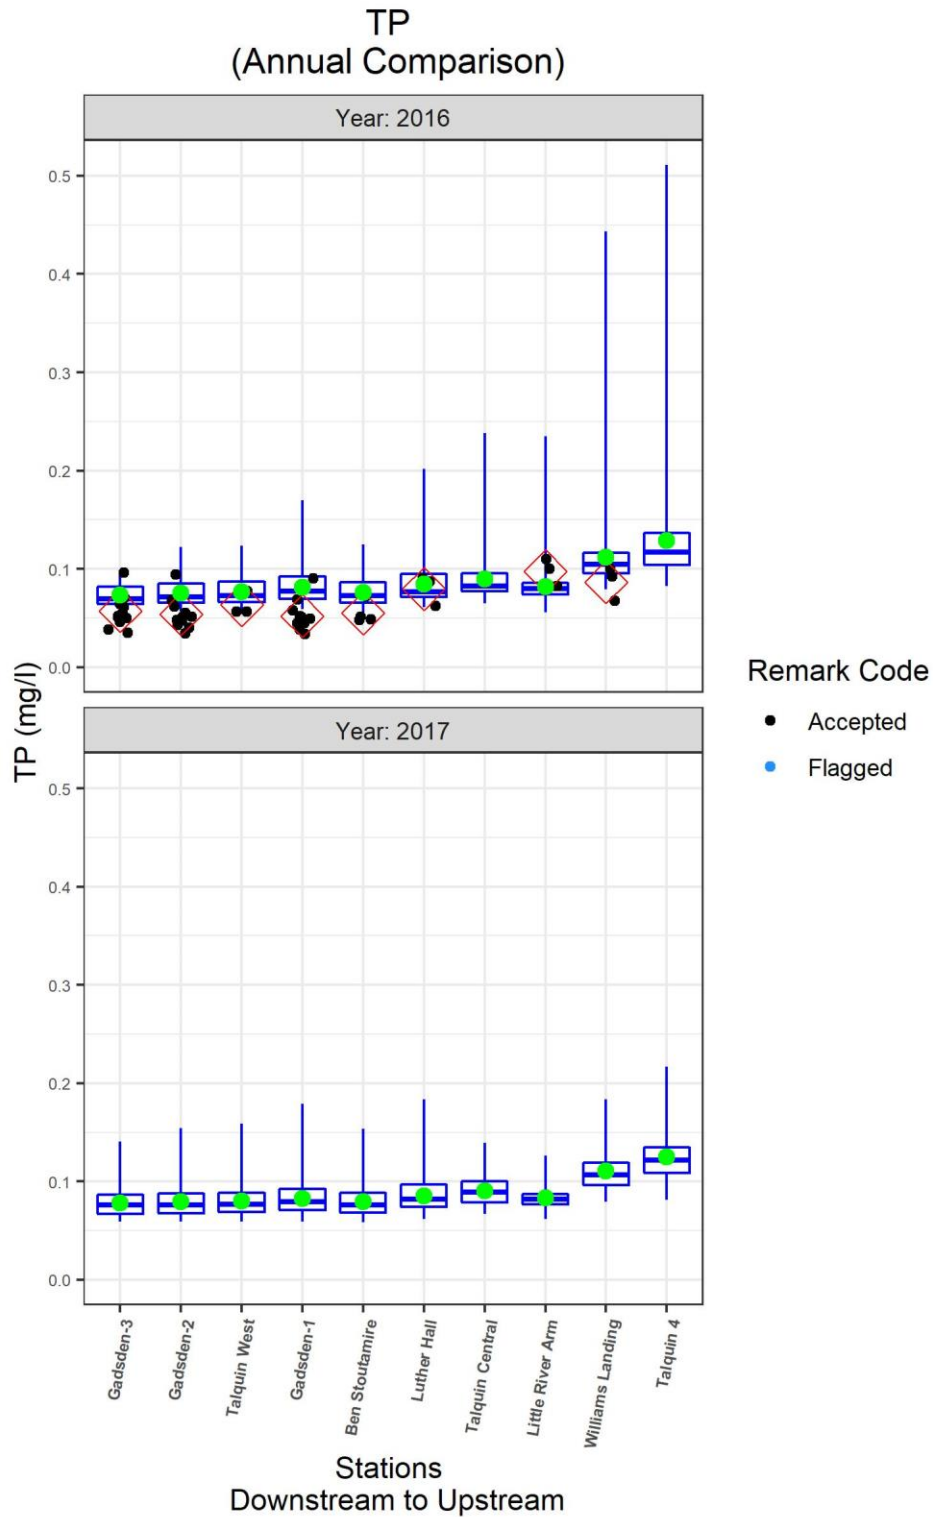 TP
(Annual Comparison)
Year: 2016
0.5
0.4
0.3
0.2
0.1
0.0
Year: 2017
0.5
0.4
0.3
0.2
0.1
0.0
TP (mg/l)
Gadsden-3
Gadsden-2
Talquin West
Gadsden-1
Ben Stoutamire
Luther Hall
Talquin Central
Little River Arm
Williams Landing
Talquin 4
Stations
Downstream to Upstream
Remark Code
Accepted
Flagged